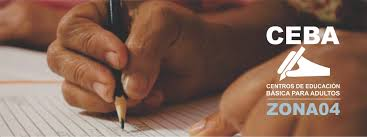 CEBA
CENTROS DE EDUCACIÓN
BÁSICA PARA ADULTOS
ZONA04